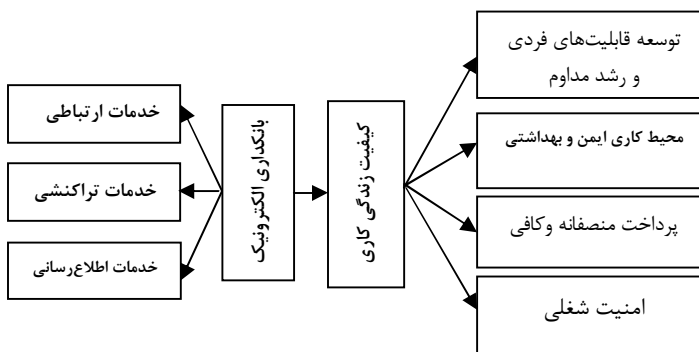 توسعه قابلیت‌های فردی
و رشد مداوم
محیط کاری ایمن و بهداشتی
پرداخت منصفانه وکافی
امنیت شغلی
کیفیت زندگی کاری
بانکداری الکترونیک
خدمات ارتباطی
خدمات تراکنشی
خدمات اطلاع‌رسانی